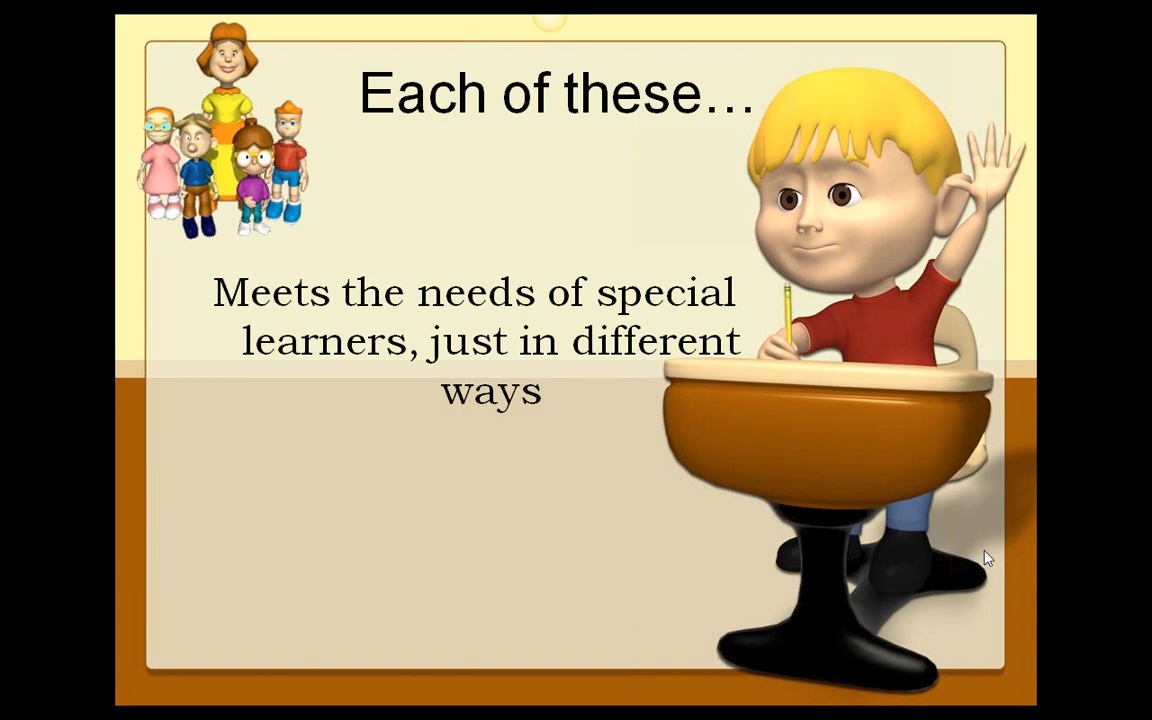 Each of these…
Meets the needs of special
learners, just in different
ways